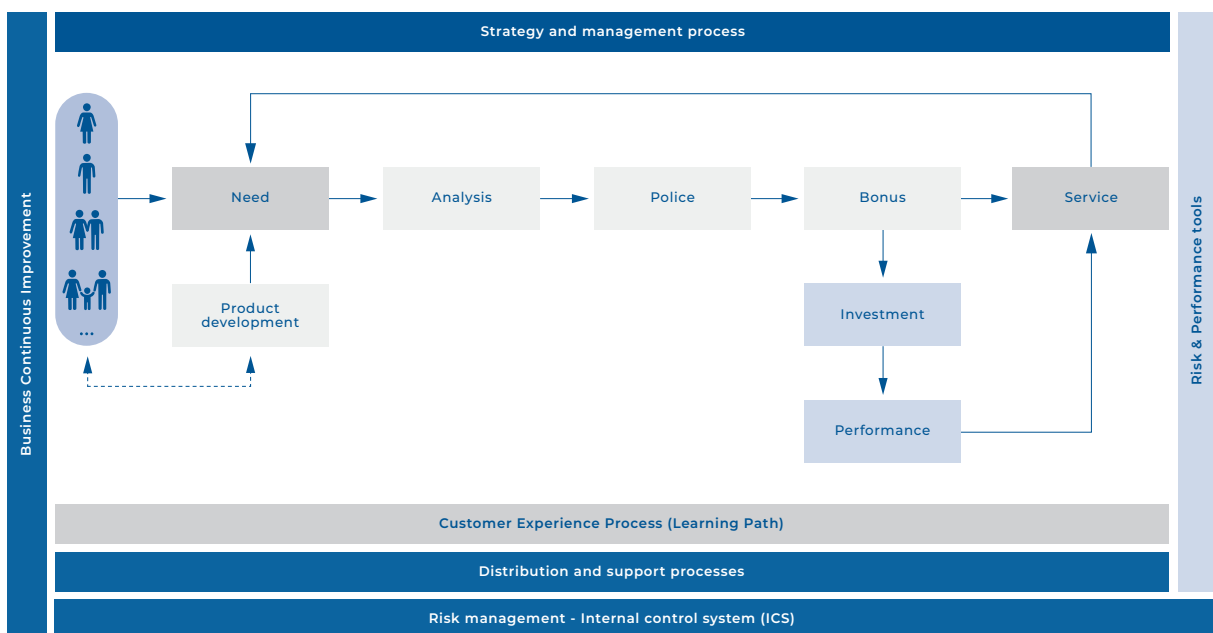 Strategy and management process
Business Continuous Improvement
Risk & Performance tools
Need
Analysis
Police
Bonus
Service
Product
development
Investment
...
Performance
Customer Experience Process (Learning Path)
Distribution and support processes
Risk management - Internal control system (ICS)